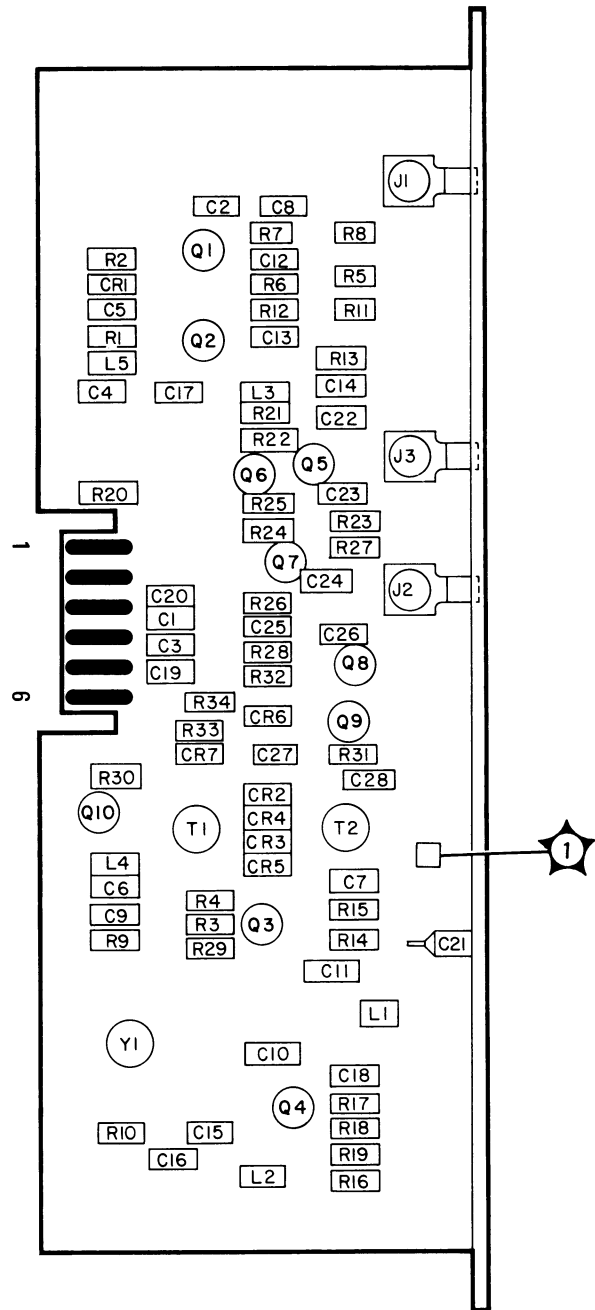 J1
C2 C8
R7 R8
Q1
R2 C12
CR1 R6 R5
C5 R12 R11
R1 Q2 C13
L5 R13
C4 C17 L3 C14
R21 C22
R22
Q6 Q5 J3
R20 R25 C23
R24 R23
1 Q7 R27
C24
C20 R26 J2
C1 C25 C26
C3 R28 Q8
C19 R32
6 R34 CR6 Q9
R33
CR7 C27 R31
R30 C28
CR2
Q10 T1 CR4 T2
CR3
L4 CR5 1
C6 C7
C9 R4 R15
R3 Q3
R9 R29 R14 C21
C11
L1
Y1 C10
C18
Q4 R17
R10 C15 R18
C16 R19
L2 R16